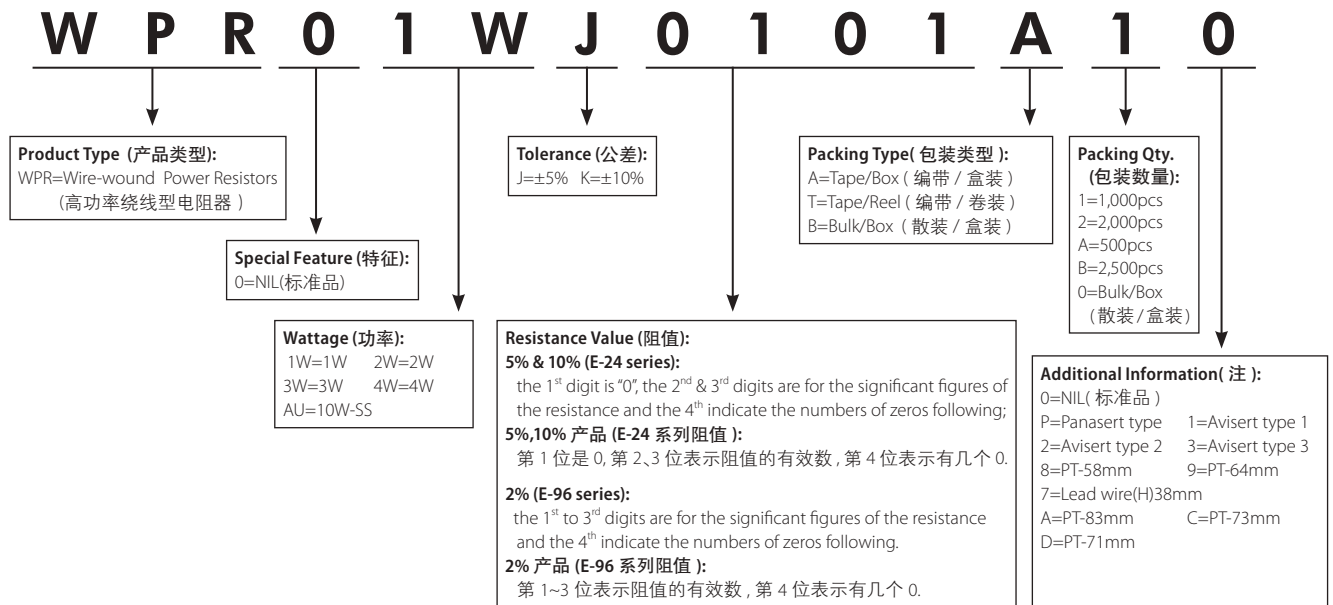 W P R 0 1 W J 0 1 0 1 A 1 0
Product Type (产品类型):
WPR=Wire-wound Power Resistors
(高功率绕线型电阻器)
Special Feature (特征):
0=NIL(标准品)
Wattage (功率):
1W=1W 2W=2W
3W=3W 4W=4W
AU=10W-SS
Tolerance (公差):
J=±5% K=±10%
Resistance Value (阻值):
5% & 10% (E-24 series):
the 1st digit is “0”, the 2nd & 3rd digits are for the significant figures of
the resistance and the 4th indicate the numbers of zeros following;
5%,10% 产品 (E-24 系列阻值 ):
第 1 位是 0, 第 2、3 位表示阻值的有效数 , 第 4 位表示有几个 0.
2% (E-96 series):
the 1st to 3rd digits are for the significant figures of the resistance
and the 4th indicate the numbers of zeros following.
2% 产品 (E-96 系列阻值 ):
第 1~3 位表示阻值的有效数 , 第 4 位表示有几个 0.
Packing Type( 包装类型 ):
A=Tape/Box ( 编带 / 盒装 )
T=Tape/Reel ( 编带 / 卷装 )
B=Bulk/Box ( 散装 / 盒装 )
Packing Qty.
(包装数量):
1=1,000pcs
2=2,000pcs
A=500pcs
B=2,500pcs
0=Bulk/Box
(散装 / 盒装)
Additional Information( 注 ):
0=NIL( 标准品 )
P=Panasert type 1=Avisert type 1
2=Avisert type 2 3=Avisert type 3
8=PT-58mm 9=PT-64mm
7=Lead wire(H)38mm
A=PT-83mm C=PT-73mm
D=PT-71mm